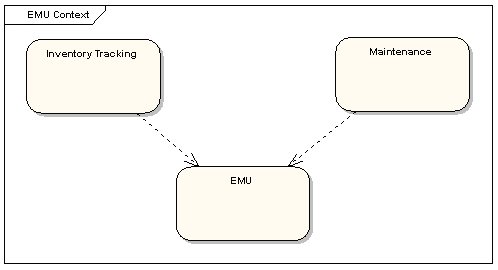 EMU Context
Inventory Tracking
Maintenance
EMU